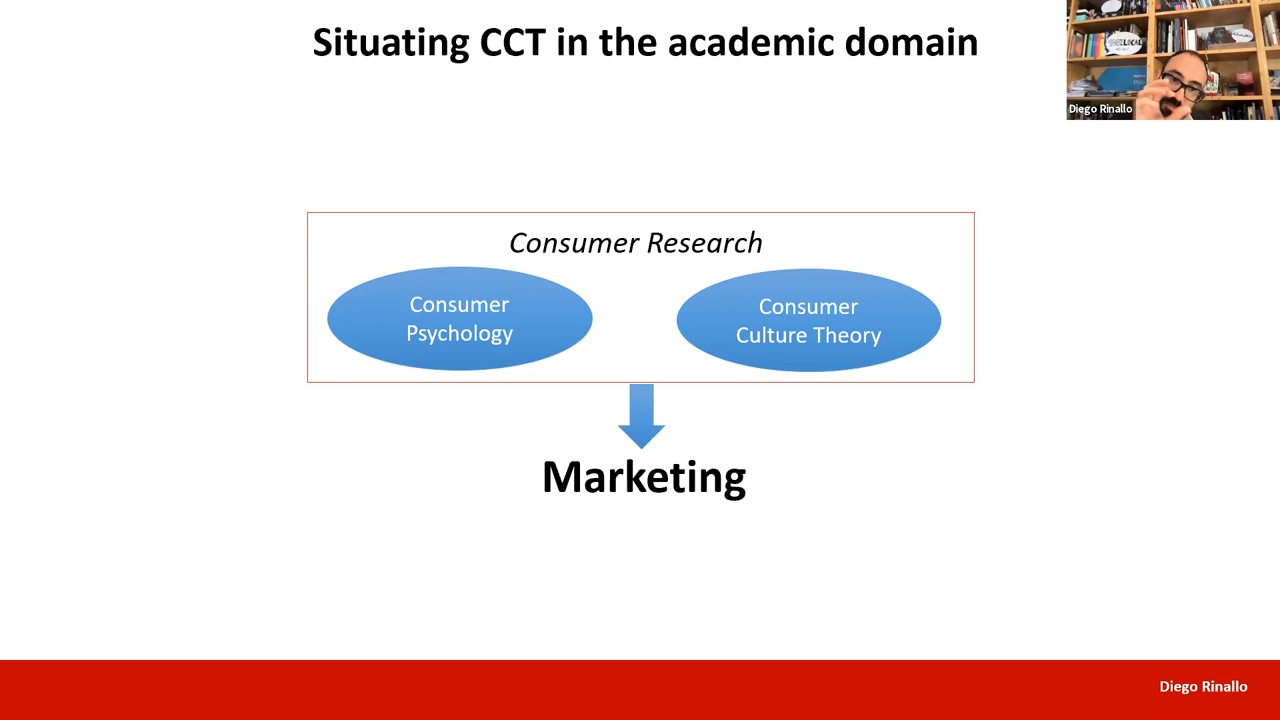 Situating CCT in the academic domain
Diego Rinallo
Consumer Research
Consumer
Psychology
Consumer
Culture Theory
Marketing
Diego Rinallo